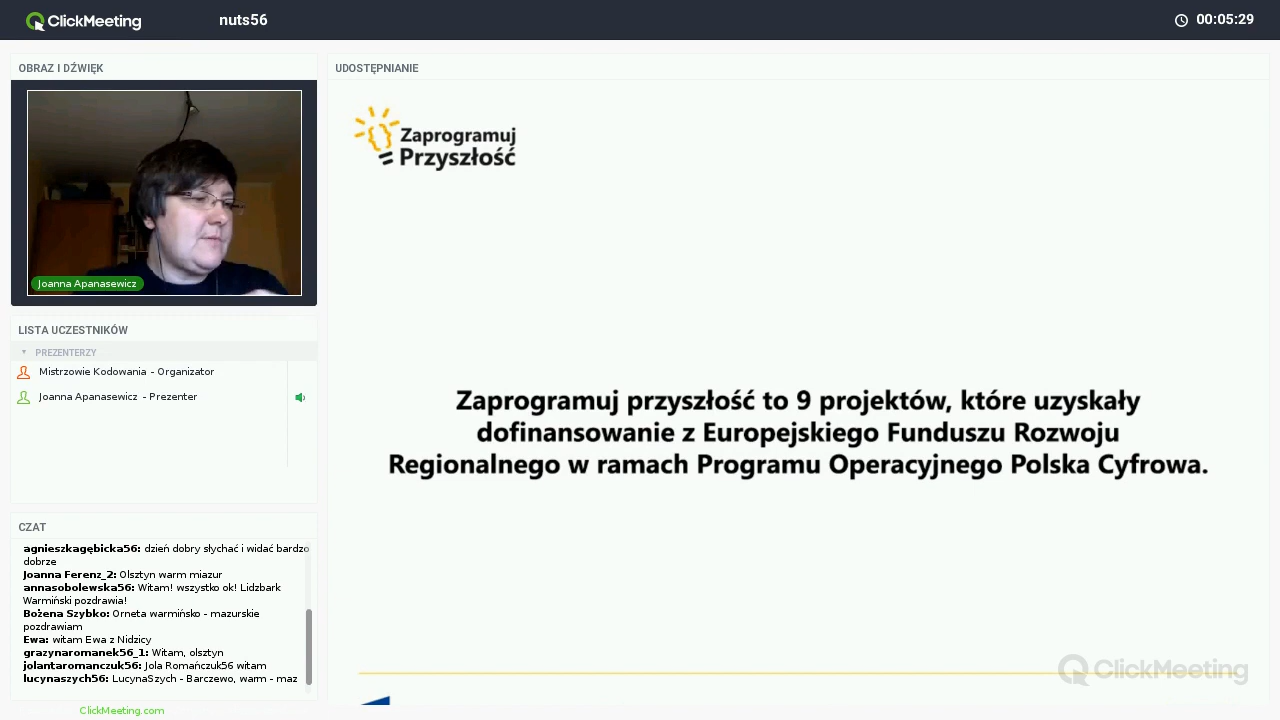 ClickMeeting
nuts56
00:05:29
OBRAZ I DŹWIĘK
Joanna Apanasewicz
LISTA UCZESTNIKÓW
PREZENTERZY
Mistrzowie Kodowania - Organizator
Joanna Apanasewicz - Prezenter
CZAT
agnieszkagębicka56: dzień dobry słychać i widać bardzo
dobrze
Joanna Ferenz_2: Olsztyn warm miazur
annasobolewska56: Witam! wszystko ok! Lidzbark
Warmiński pozdrawia!
Bożena Szybko: Orneta warmińsko - mazurskie
pozdrawiam
Ewa: witam Ewa z Nidzicy
grazynaromanek56_1: Witam, olsztyn
jolantaromanczuk56: Jola Romańczuk56 witam
lucynaszych56: LucynaSzych - Barczewo, warm - maz
ClickMeeting.com
UDOSTĘPNIANIE
Zaprogramuj
Przyszłość
Zaprogramuj przyszłość to 9 projektów, które uzyskały
dofinansowanie z Europejskiego Funduszu Rozwoju
Regionalnego w ramach Programu Operacyjnego Polska Cyfrowa.
ClickMeeting